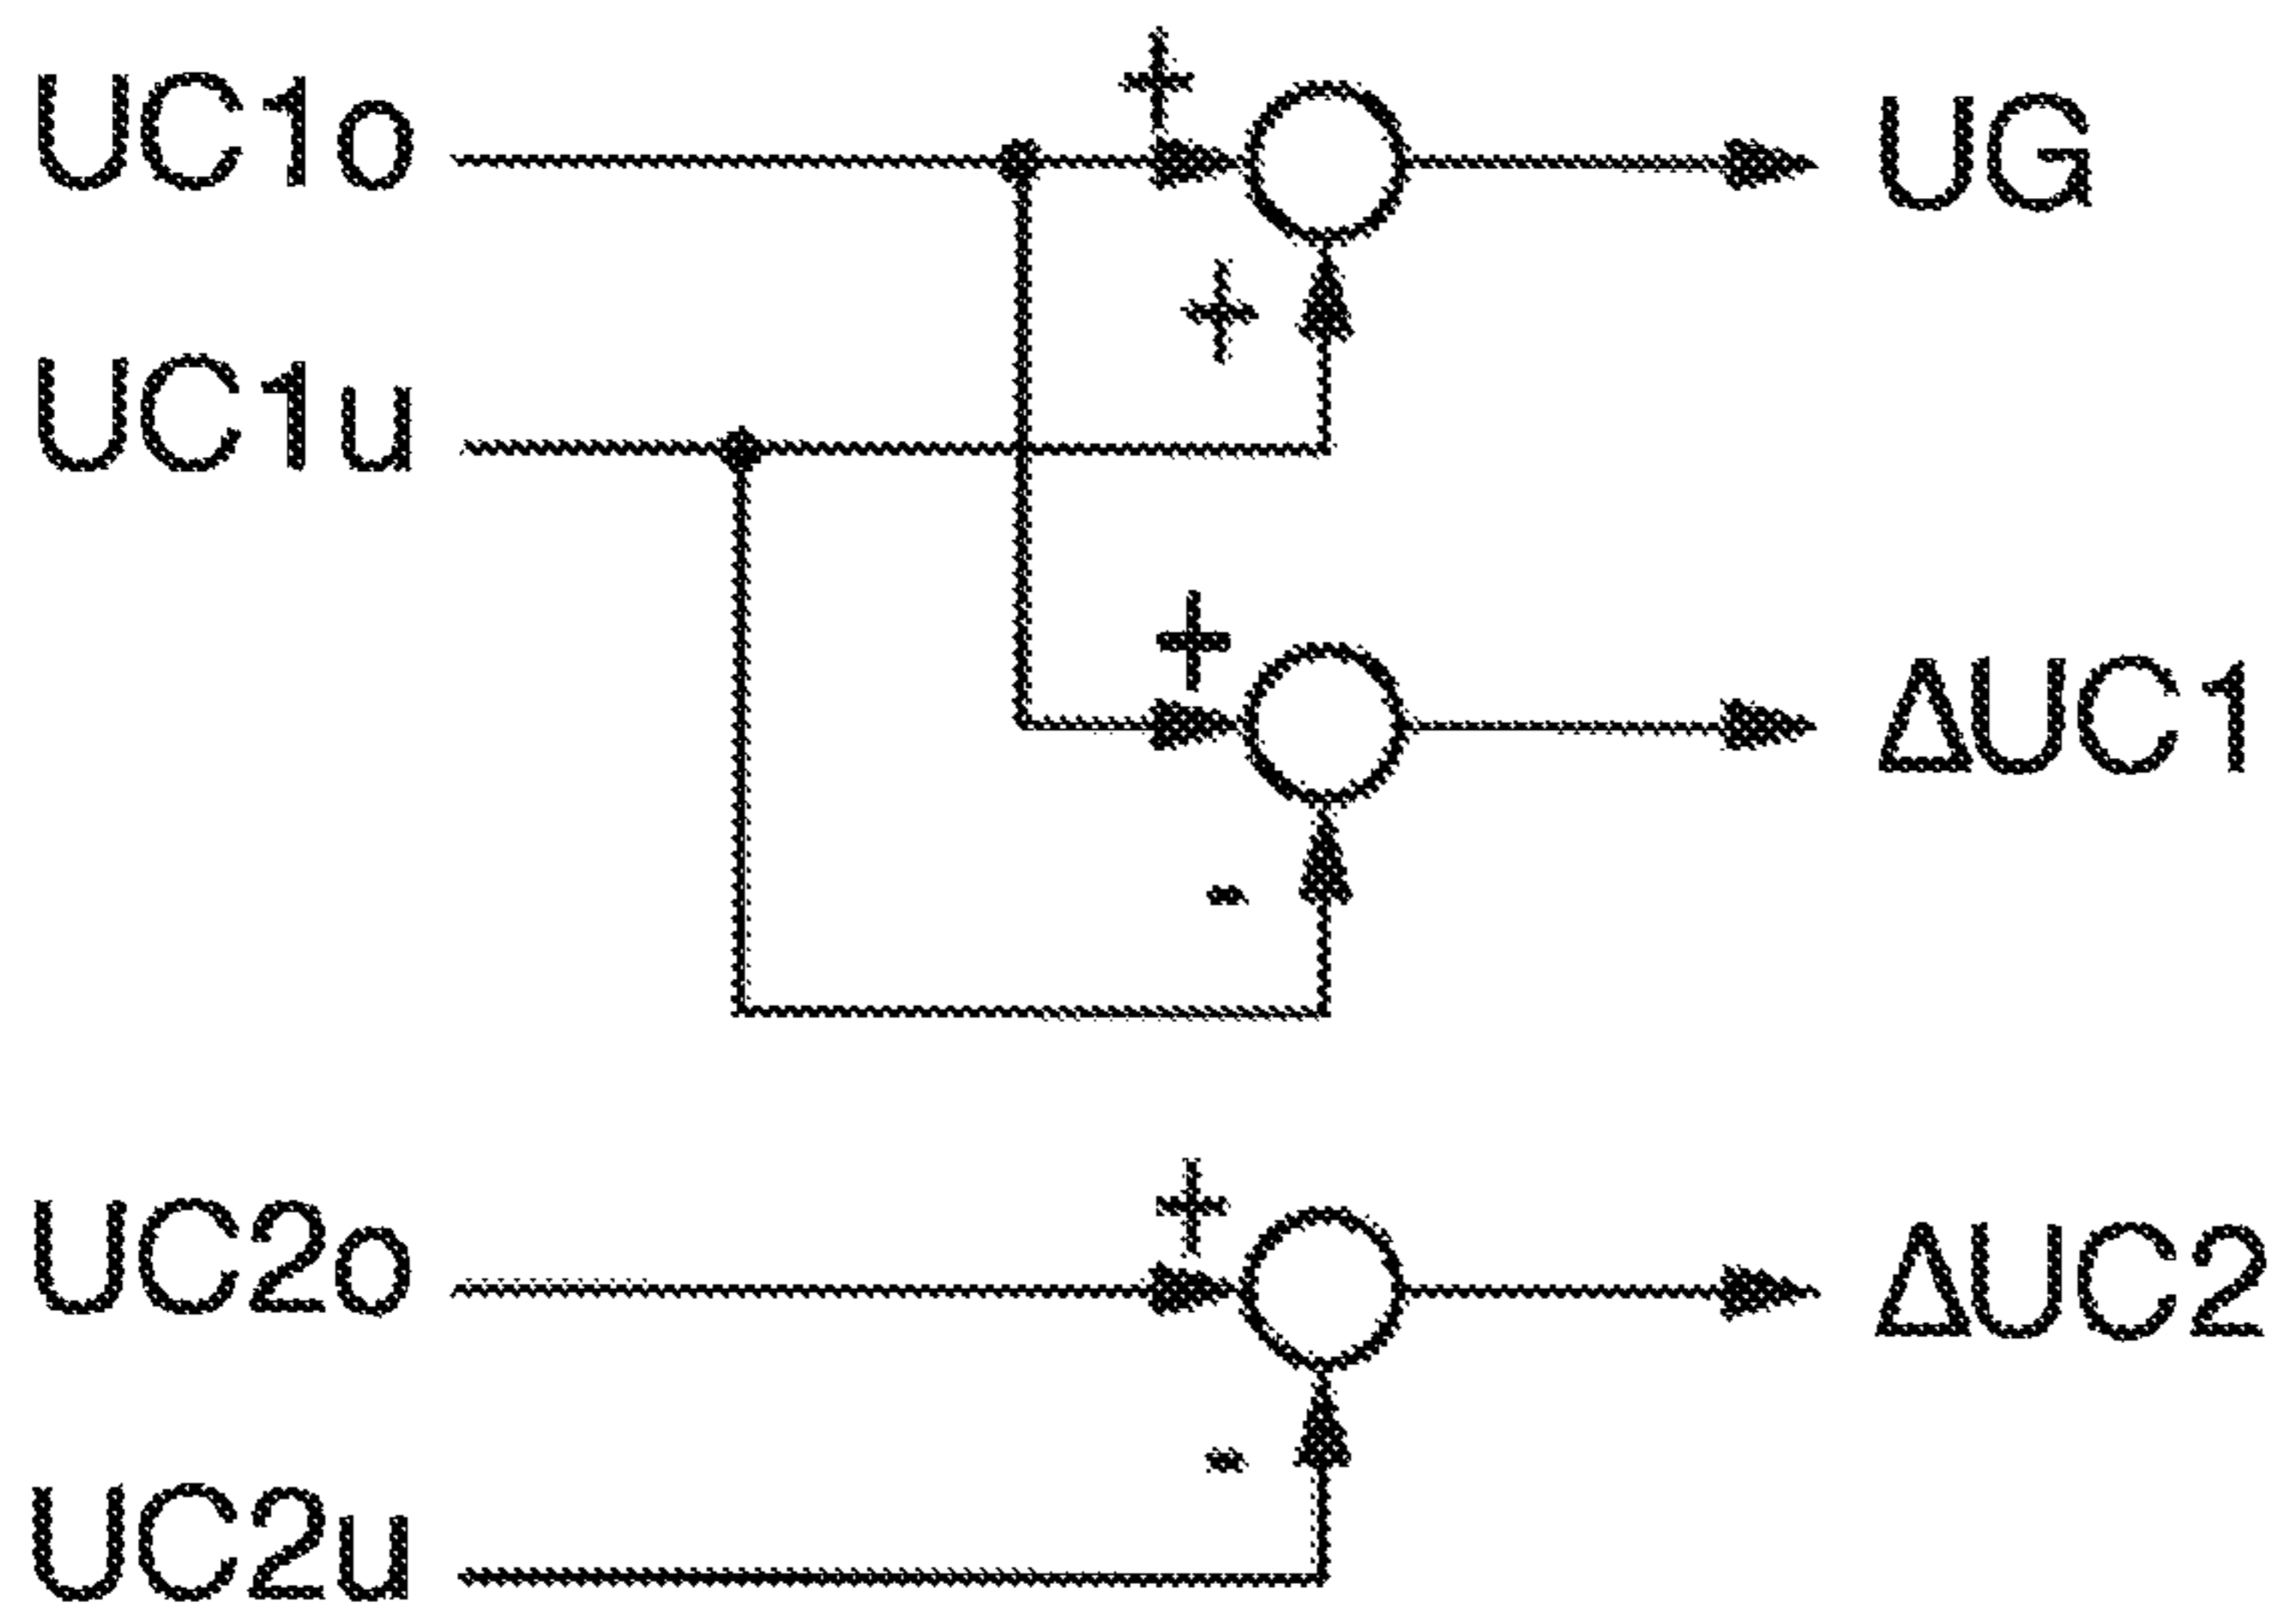 UC1o + UG
+
UC1u
+ ΔUC1
-
UC2o + ΔUC2
-
UC2u